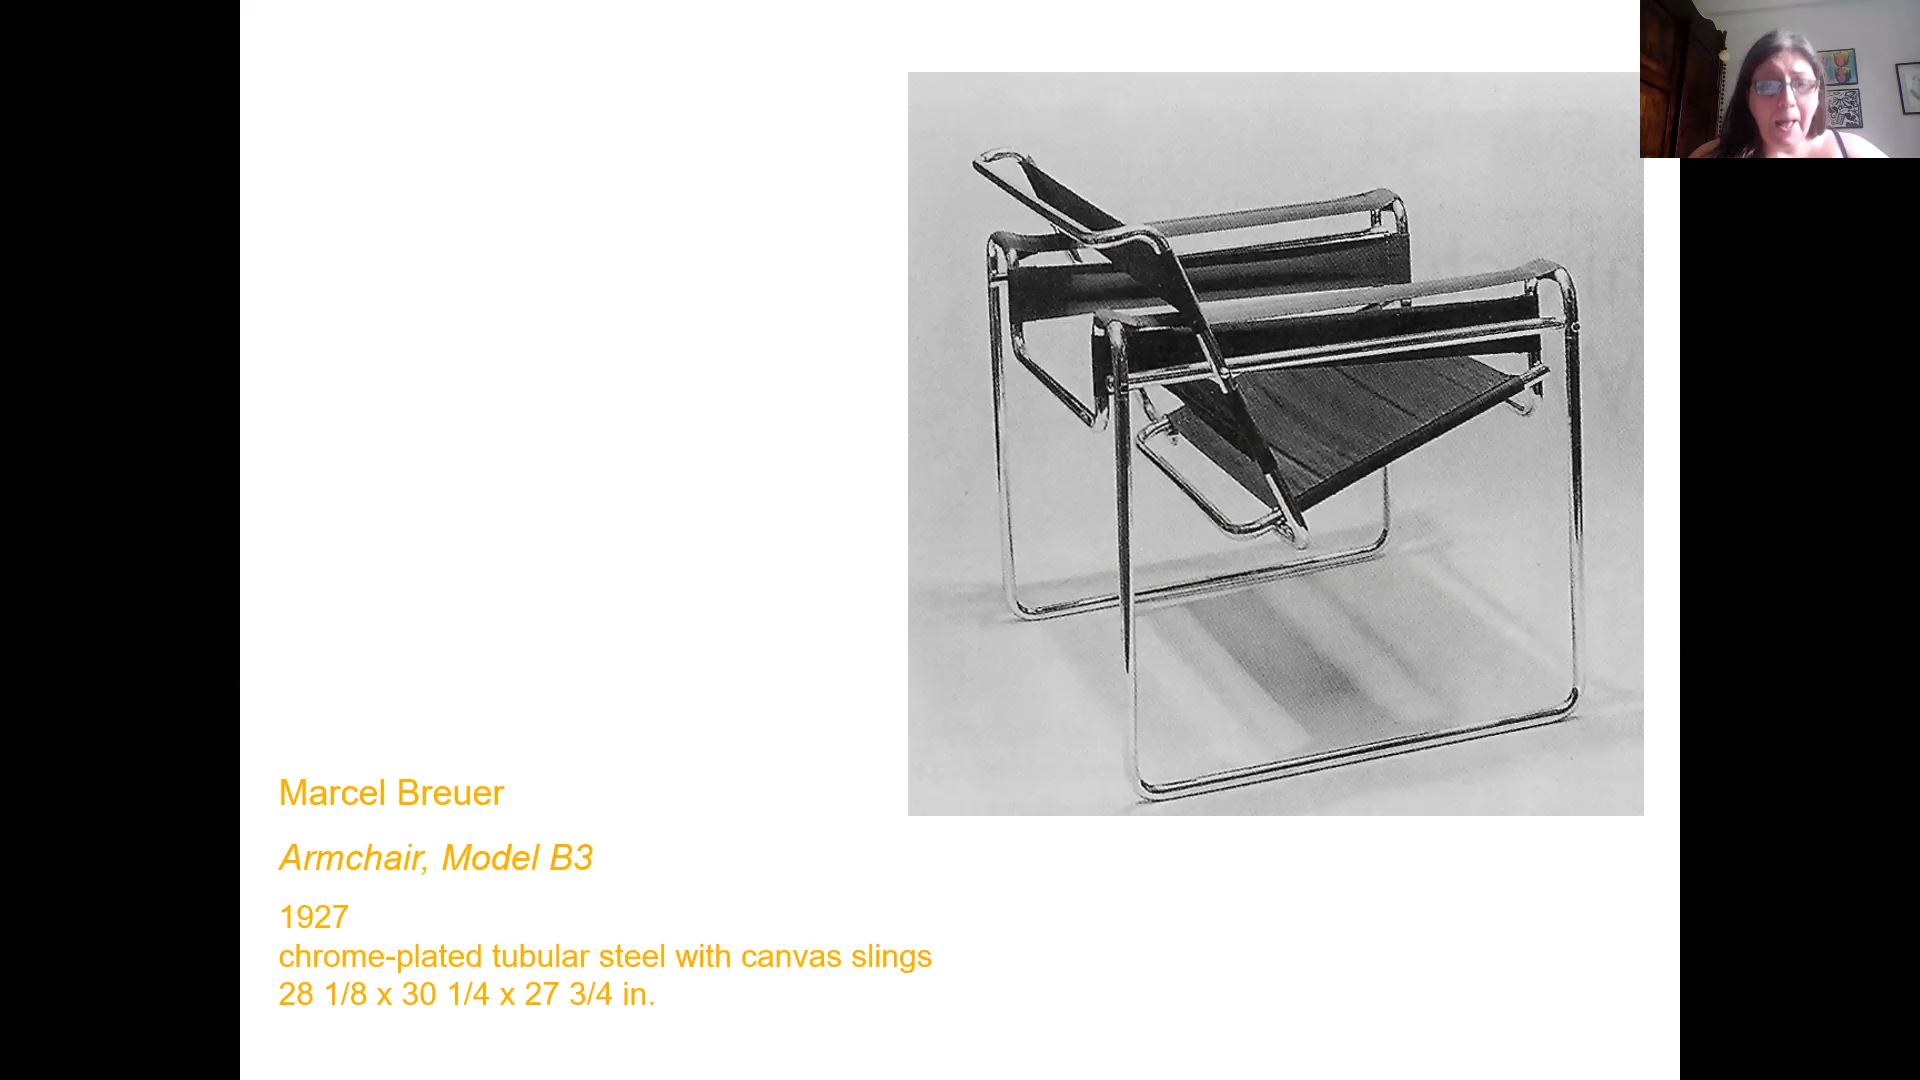 Marcel Breuer
Armchair, Model B3
1927
chrome-plated tubular steel with canvas slings
28 1/8 x 30 1/4 x 27 3/4 in.